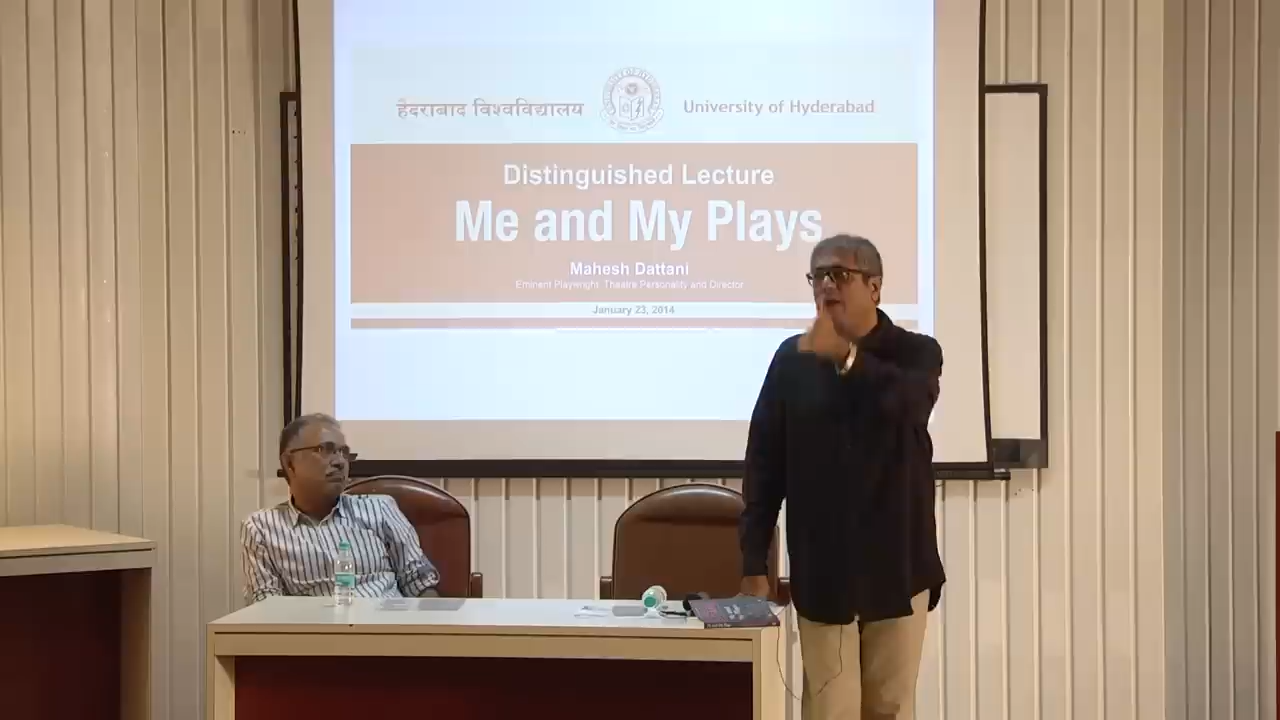 हैदराबाद विश्वविद्यालय
University of Hyderabad
Distinguished Lecture
Me and My Plays
Mahesh Dattani
Eminent Playwright, Theatre Personality and Director
January 23, 2014